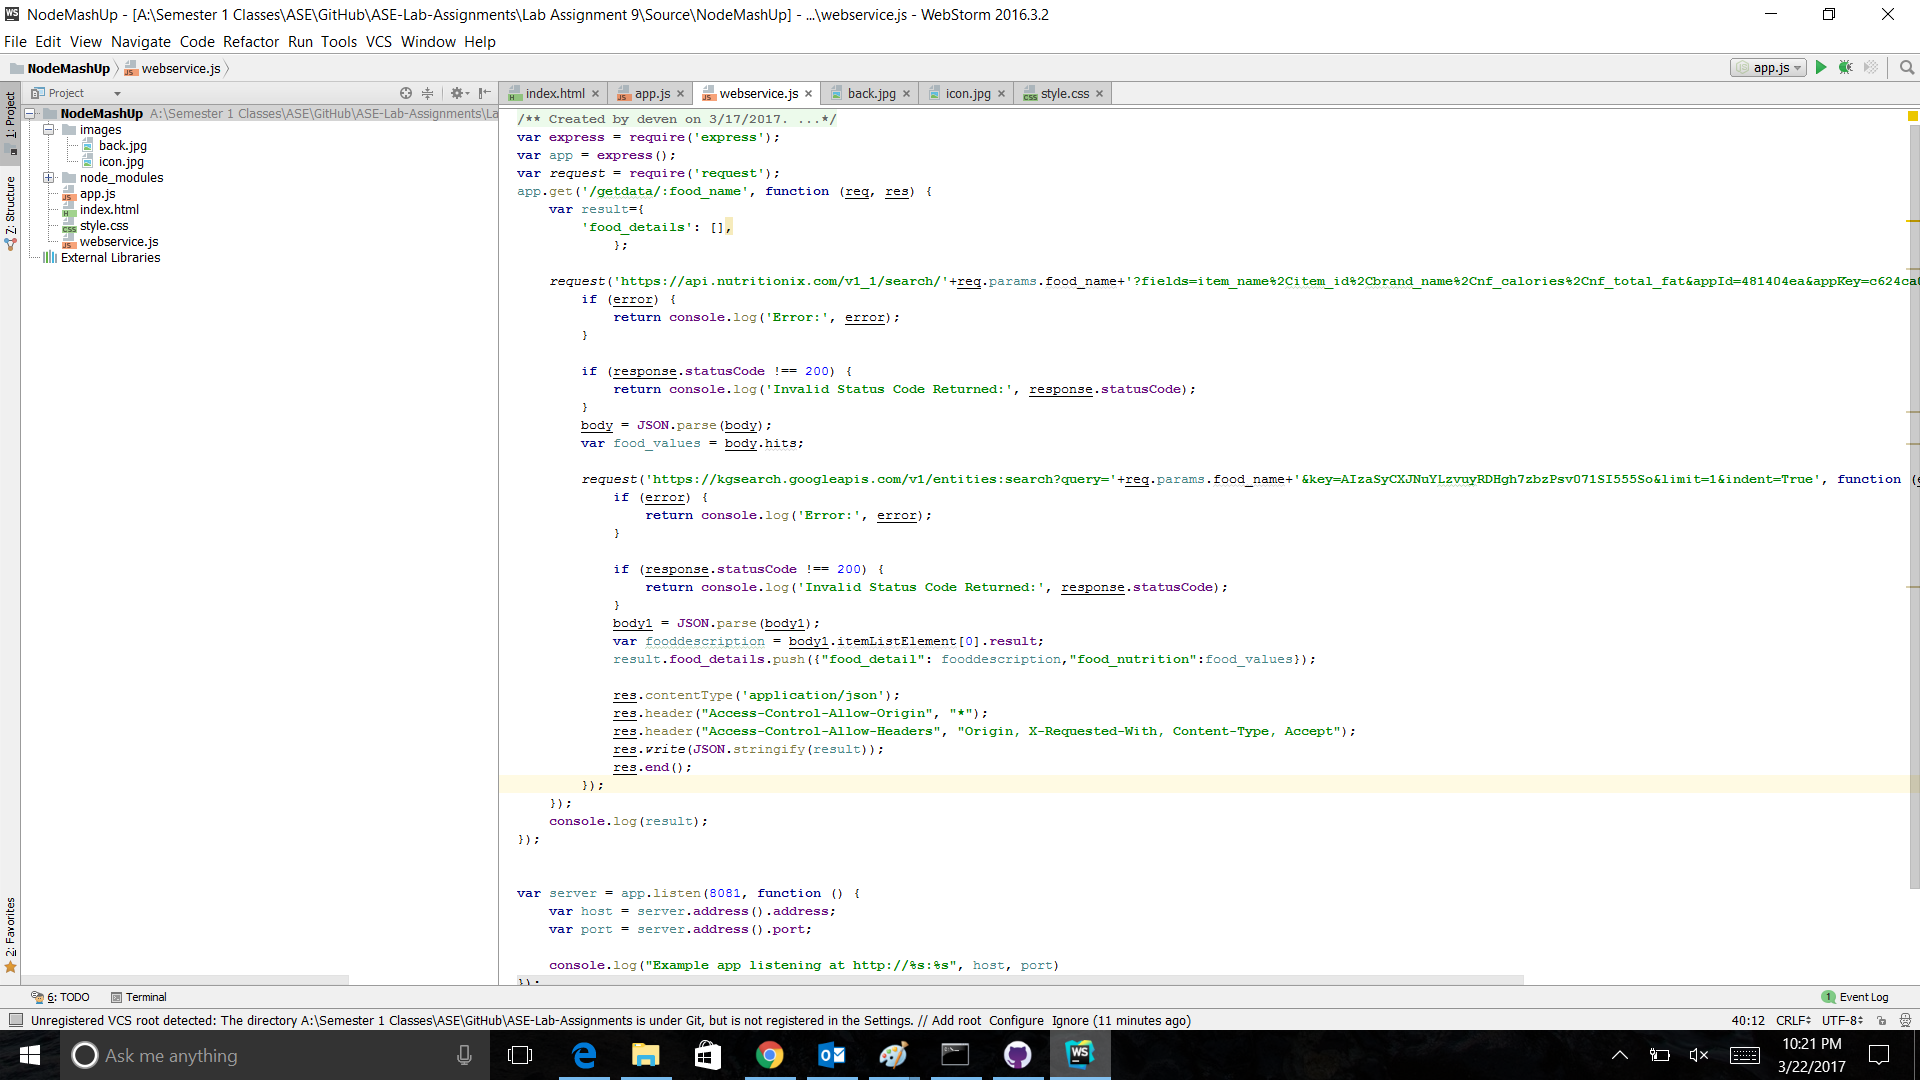 NodeMashUp - [A:\Semester 1 Classes\ASE\GitHub\ASE-Lab-Assignments\Lab Assignment 9\Source\NodeMashUp] - ...\webservice.js - WebStorm 2016.3.2
File Edit View Navigate Code Refactor Run Tools VCS Window Help
NodeMashUp webservice.js
app.js
1: Project
Z: Structure
2: Favorites
Project
NodeMashUp A:\Semester 1 Classes\ASE\GitHub\ASE-Lab-Assignments\La
images
back.jpg
icon.jpg
node_modules
app.js
index.html
style.css
webservice.js
External Libraries
index.html app.js webservice.js back.jpg icon.jpg style.css
/** Created by deven on 3/17/2017. ...*/
var express = require('express');
var app = express();
var request = require('request');
app.get('/getdata/:food_name', function (req, res) {
var result={
'food_details': [],
};
request('https://api.nutritionix.com/v1_1/search/'+req.params.food_name+'?fields=item_name%2Citem_id%2Cbrand_name%2Cnf_calories%2Cnf_total_fat&appId=481404ea&appKey=c624ca
if (error) {
return console.log('Error:', error);
}
if (response.statusCode !== 200) {
return console.log('Invalid Status Code Returned:', response.statusCode);
}
body = JSON.parse(body);
var food_values = body.hits;
request('https://kgsearch.googleapis.com/v1/entities:search?query='+req.params.food_name+'&key=AIzaSyCXJNuYLzvuyRDHgh7zbzPsv071SI555So&limit=1&indent=True', function (
if (error) {
return console.log('Error:', error);
}
if (response.statusCode !== 200) {
return console.log('Invalid Status Code Returned:', response.statusCode);
}
body1 = JSON.parse(body1);
var fooddescription = body1.itemListElement[0].result;
result.food_details.push({"food_detail": fooddescription,"food_nutrition":food_values});
res.contentType('application/json');
res.header("Access-Control-Allow-Origin", "*");
res.header("Access-Control-Allow-Headers", "Origin, X-Requested-With, Content-Type, Accept");
res.write(JSON.stringify(result));
res.end();
});
});
console.log(result);
});
var server = app.listen(8081, function () {
var host = server.address().address;
var port = server.address().port;
console.log("Example app listening at http://%s:%s", host, port)
});
6: TODO Terminal
1 Event Log
Unregistered VCS root detected: The directory A:\Semester 1 Classes\ASE\GitHub\ASE-Lab-Assignments is under Git, but is not registered in the Settings. // Add root Configure Ignore (11 minutes ago)
40:12 CRLF UTF-8
Ask me anything
10:21 PM
3/22/2017